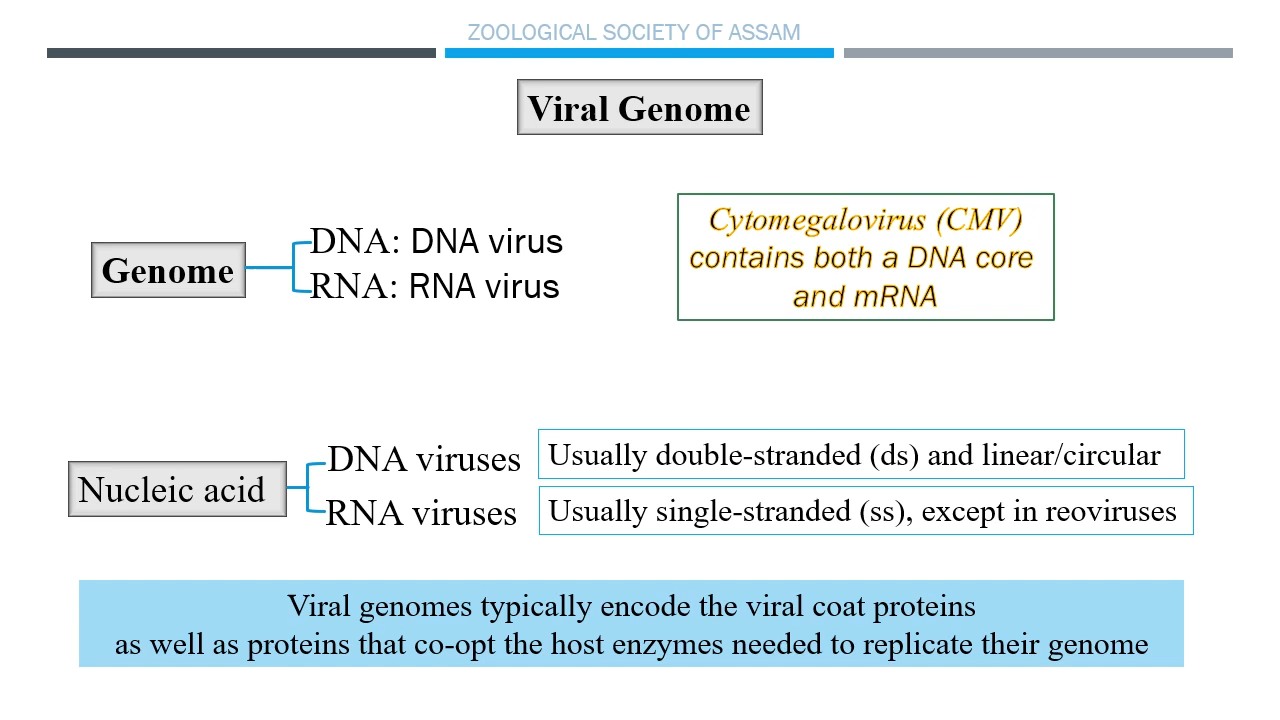 ZOOLOGICAL SOCIETY OF ASSAM
Viral Genome
Genome
DNA: DNA virus
RNA: RNA virus
Cytomegalovirus (CMV)
contains both a DNA core
and mRNA
Nucleic acid
DNA viruses
Usually double-stranded (ds) and linear/circular
RNA viruses
Usually single-stranded (ss), except in reoviruses
Viral genomes typically encode the viral coat proteins
as well as proteins that co-opt the host enzymes needed to replicate their genome